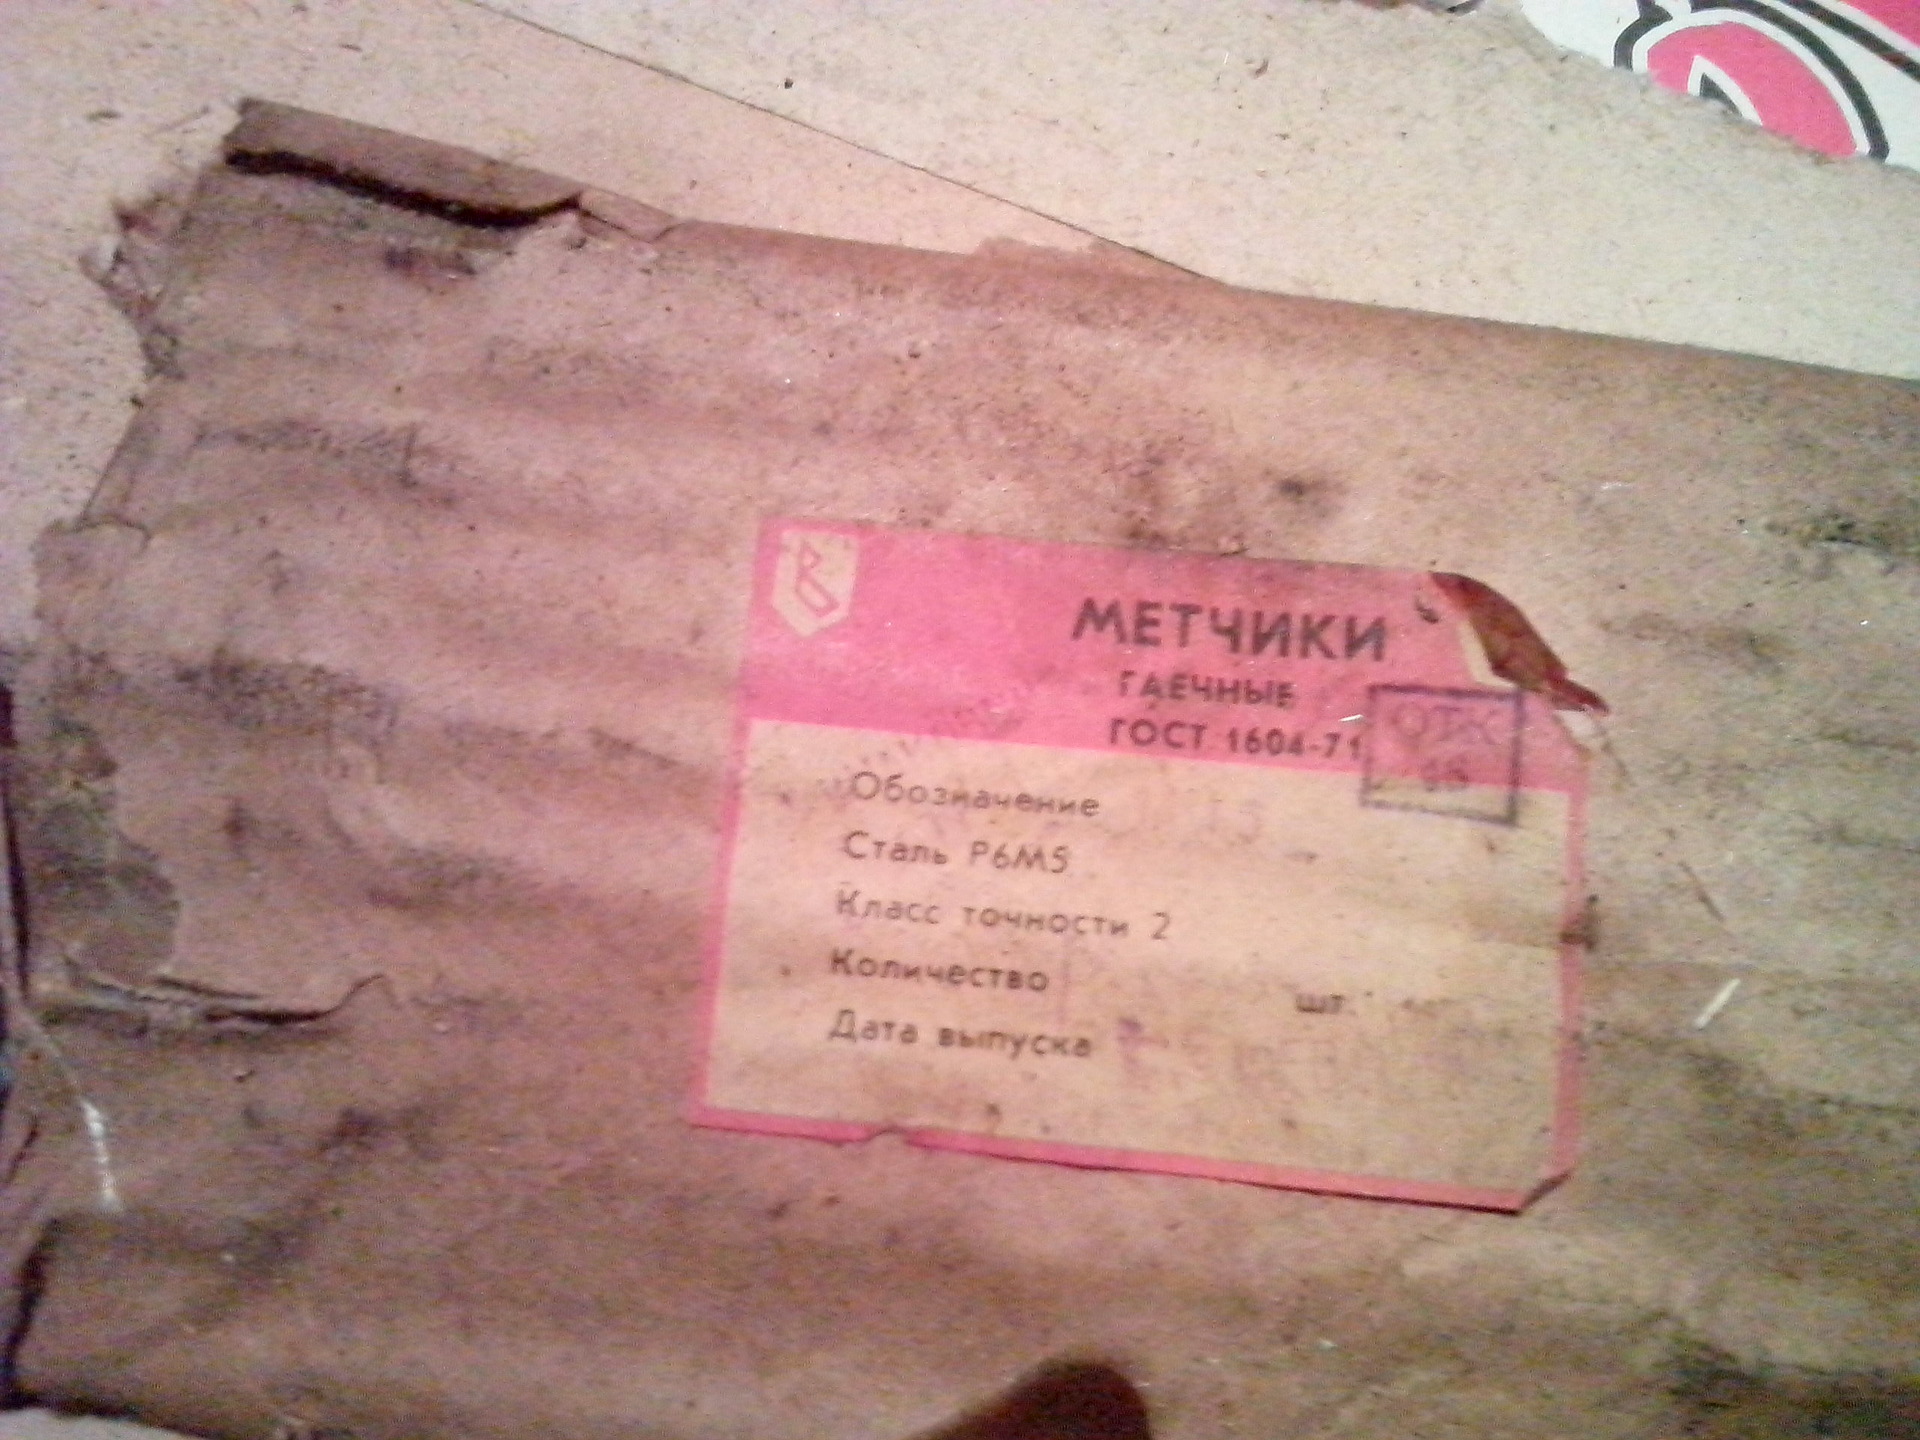 МЕТЧИКИ
ГАЕЧНЫЕ
ГОСТ 1604-71
ОТК
Обозначение
Сталь Р6М5
Класс точности 2
Количество шт.
Дата выпуска